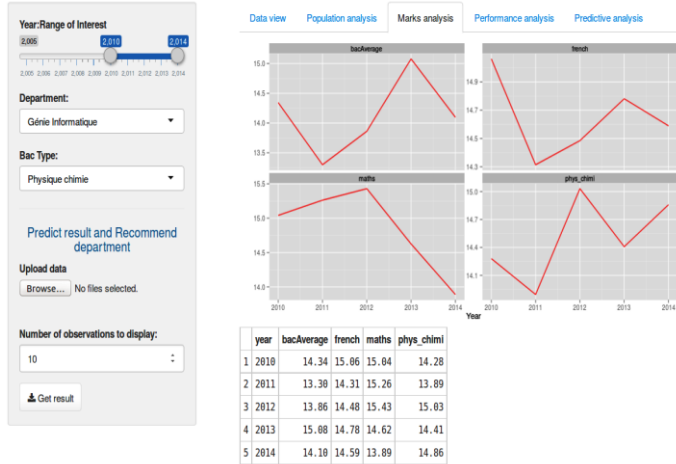 Year:Range of Interest
2,005 2,010 2,014
2,005 2,006 2,007 2,008 2,009 2,010 2,011 2,012 2,013 2,014
Department:
Génie Informatique
Bac Type:
Physique chimie
Predict result and Recommend
department
Upload data
Browse... No files selected.
Number of observations to display:
10
Get result
Data view Population analysis Marks analysis Performance analysis Predictive analysis
bacAverage
15.0
14.5
14.0
13.5
french
14.9
14.7
14.5
14.3
maths
15.5
15.0
14.5
14.0
phys_chimi
15.0
14.7
14.4
14.1
2010 2011 2012 2013 2014
2010 2011 2012 2013 2014
Year
year bacAverage french maths phys_chimi
1 2010 14.34 15.06 15.04 14.28
2 2011 13.30 14.31 15.26 13.89
3 2012 13.86 14.48 15.43 15.03
4 2013 15.08 14.78 14.62 14.41
5 2014 14.10 14.59 13.89 14.86